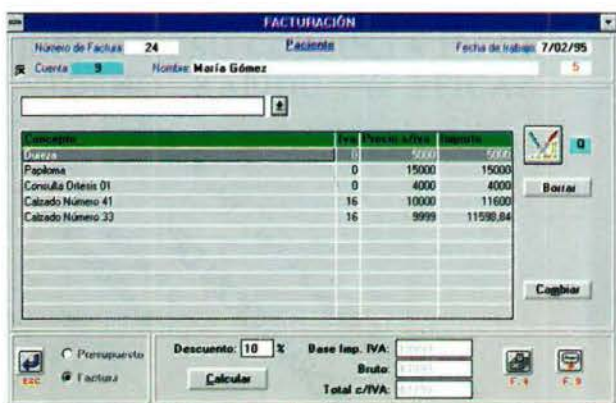 FACTURACIÓN
Número de Factura 24 Paciente Fecha de trabajo 7/02/95
Cuenta 9 Nombre María Gómez 5
Concepto Iva Precio s/iva Importe
Dureza 0 5000 5000
Papiloma 0 15000 15000
Consulta Ortesis 01 0 4000 4000
Calzado Número 41 16 10000 11600
Calzado Número 33 16 9999 11598,84
Q
Borrar
Cambiar
Presupuesto Descuento: 10 % Base Imp. IVA:
Factura Calcular Bruto:
Total c/IVA:
ESC F.4 F.9